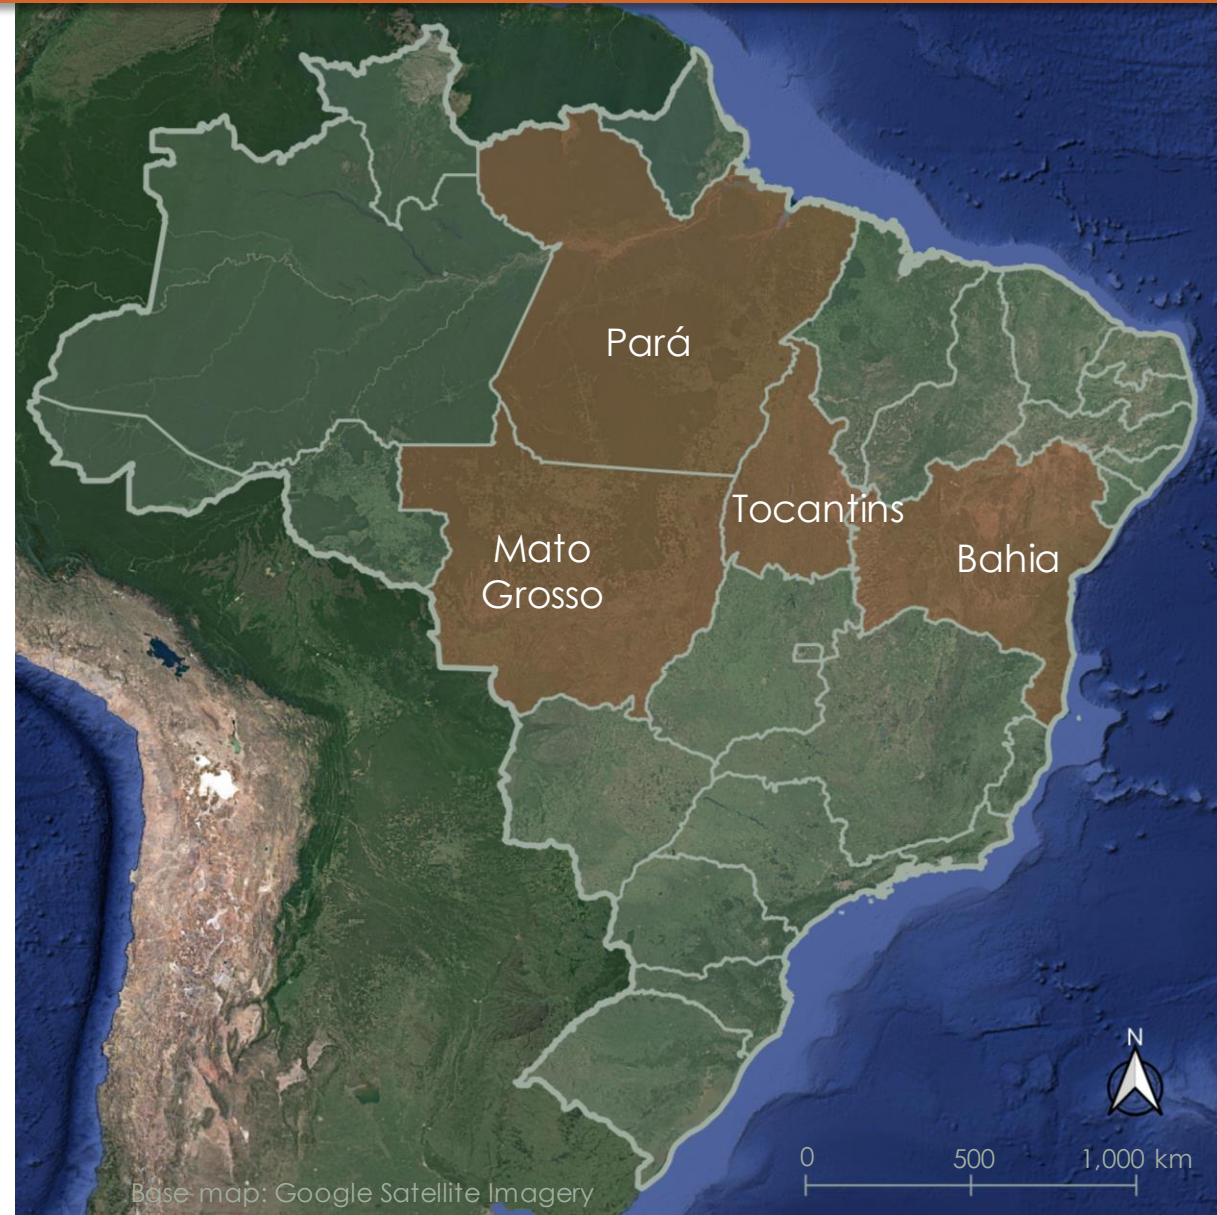 Pará
Tocantins
Mato
Grosso
Bahia
N
0 500 1,000 km
Base map: Google Satellite Imagery